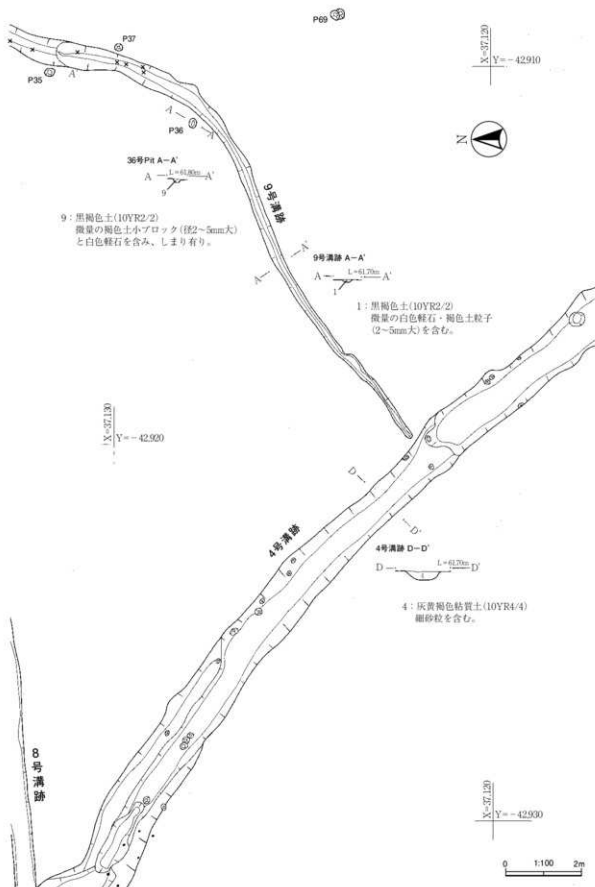 P69
P37
X=37.120
Y=-42.910
P35
A'
A
P36
A'
N
36号Pit A-A'
A L=61.80m A'
9
9号溝跡
9：黒褐色土(10YR2/2)
微量の褐色土小ブロック(径2~5mm大)
と白色軽石を含み、しまり有り。
A'
A
9号溝跡 A-A'
A L=61.70m A'
1
1：黒褐色土(10YR2/2)
微量の白色軽石・褐色土粒子
(2~5mm大)を含む。
X=37.130
Y=-42.920
D
D'
4号溝跡
4号溝跡 D-D'
D L=61.70m D'
4
4：灰黄褐色粘質土(10YR4/4)
細砂粒を含む。
8号溝跡
X=37.120
Y=-42.930
0 1:100 2m